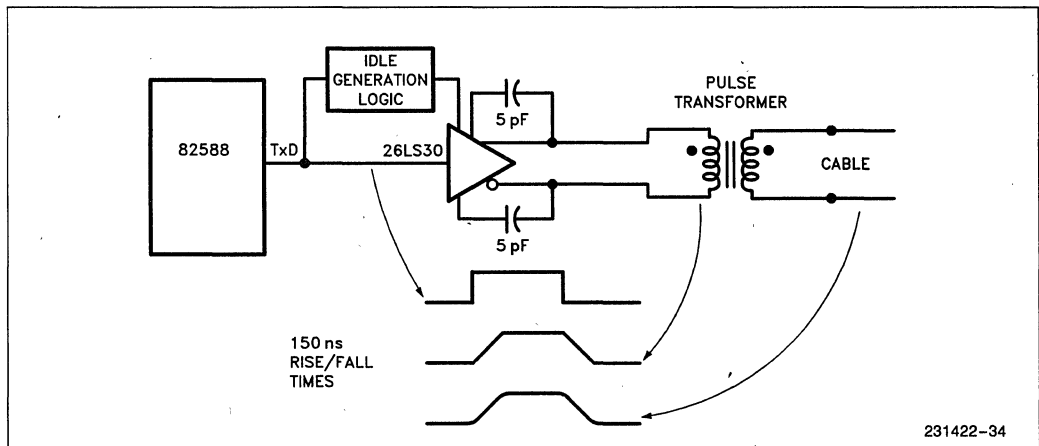 IDLE
GENERATION
LOGIC
5 pF
PULSE
TRANSFORMER
82588
TxD
26LS30
CABLE
5 pF
150 ns
RISE/FALL
TIMES
231422-34